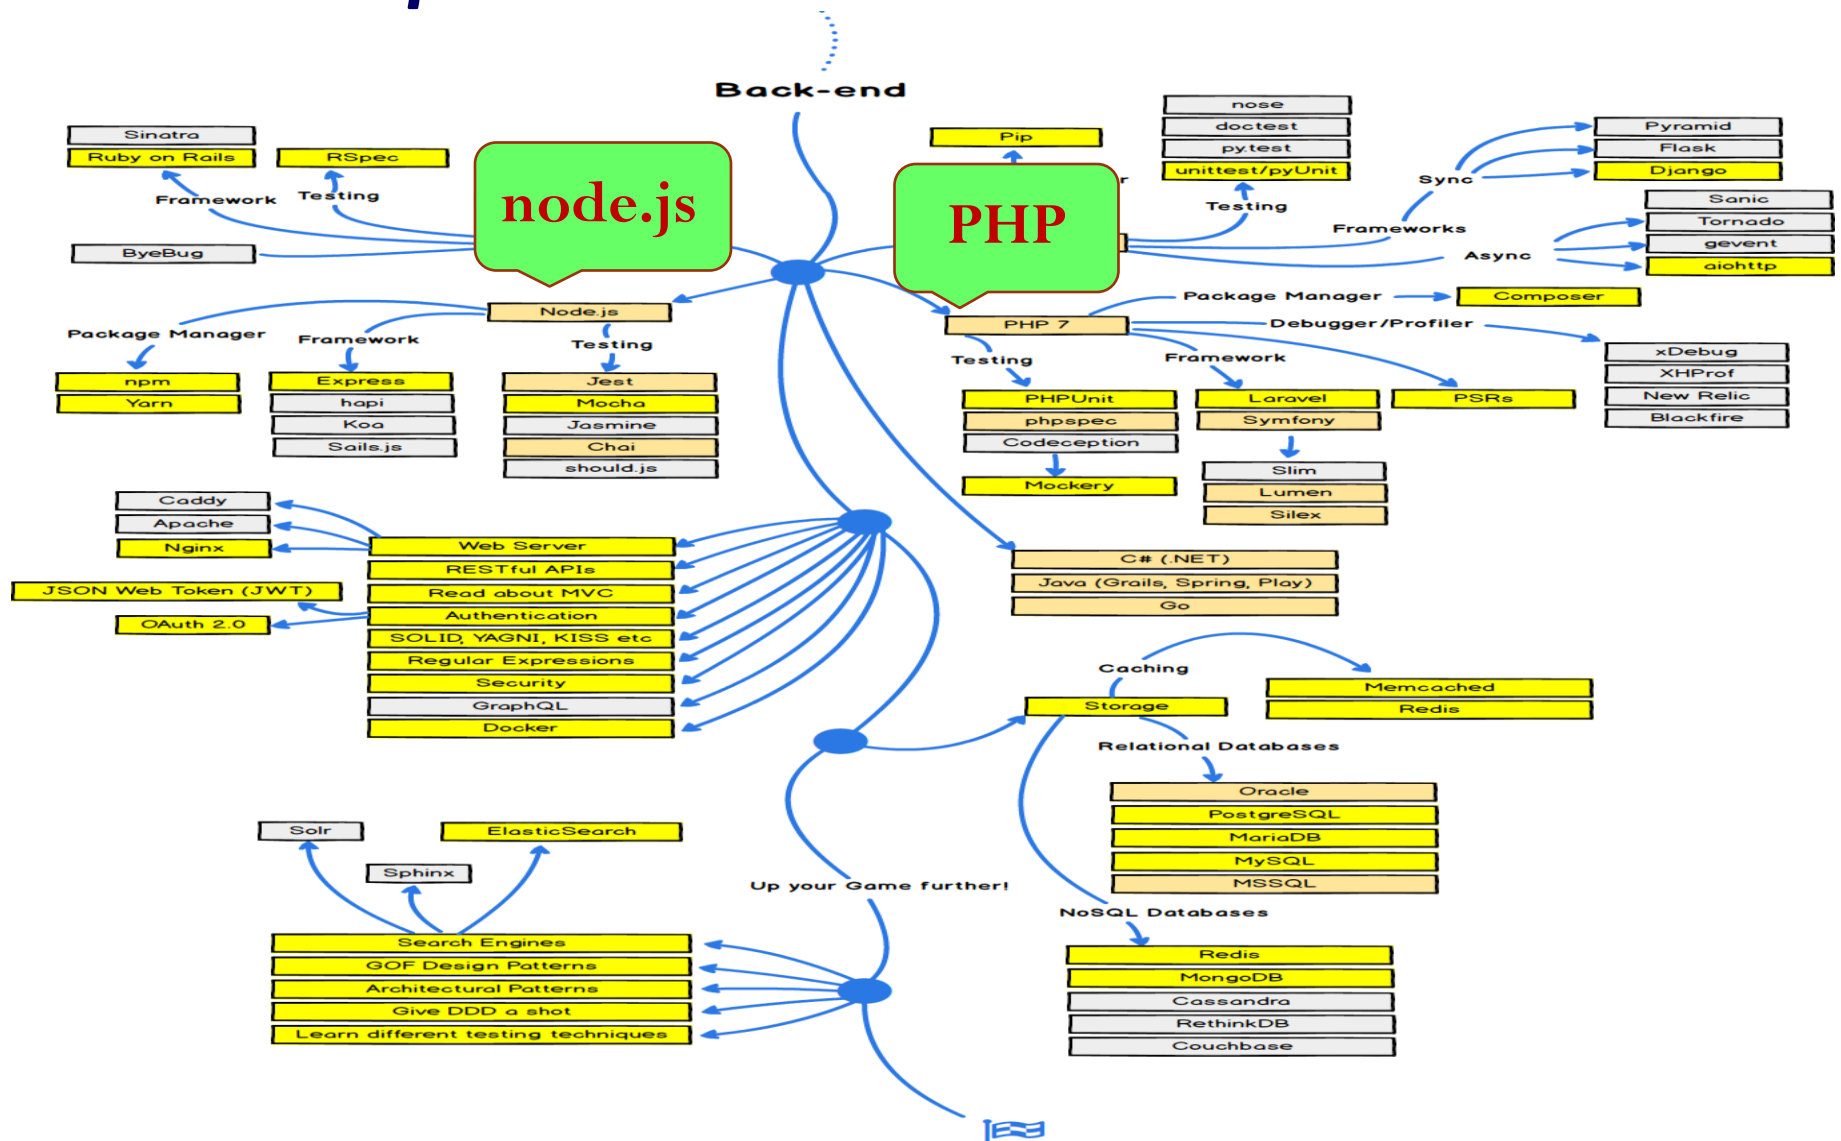 Back-end
Sinatra
Ruby on Rails
RSpec
Framework
Testing
ByeBug
node.js
Pip
PHP
nose
doctest
py.test
unittest/pyUnit
Testing
Sync
Frameworks
Async
Pyramid
Flask
Django
Sanic
Tornado
gevent
aiohttp
Node.js
Package Manager
Framework
Testing
npm
Yarn
Express
hapi
Koa
Sails.js
Jest
Mocha
Jasmine
Chai
should.js
PHP 7
Package Manager
Composer
Debugger/Profiler
Testing
Framework
xDebug
XHProf
New Relic
Blackfire
PHPUnit
phpspec
Codeception
Mockery
Laravel
Symfony
PSRs
Slim
Lumen
Silex
Caddy
Apache
Nginx
JSON Web Token (JWT)
OAuth 2.0
Web Server
RESTful APIs
Read about MVC
Authentication
SOLID, YAGNI, KISS etc
Regular Expressions
Security
GraphQL
Docker
C# (.NET)
Java (Grails, Spring, Play)
Go
Caching
Memcached
Redis
Storage
Relational Databases
Oracle
PostgreSQL
MariaDB
MySQL
MSSQL
NoSQL Databases
Redis
MongoDB
Cassandra
RethinkDB
Couchbase
Solr
ElasticSearch
Sphinx
Up your Game further!
Search Engines
GOF Design Patterns
Architectural Patterns
Give DDD a shot
Learn different testing techniques